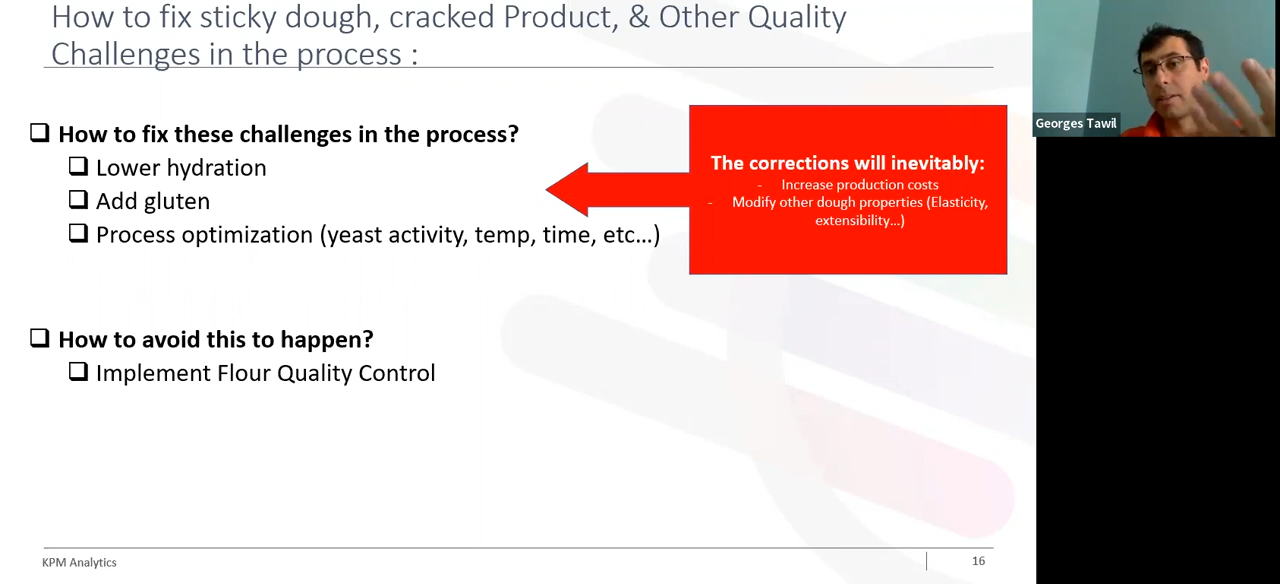 How to fix sticky dough, cracked Product, & Other Quality
Challenges in the process :
How to fix these challenges in the process?
Lower hydration
Add gluten
Process optimization (yeast activity, temp, time, etc…)
The corrections will inevitably:
- Increase production costs
- Modify other dough properties (Elasticity,
extensibility…)
How to avoid this to happen?
Implement Flour Quality Control
Georges Tawil
KPM Analytics
16